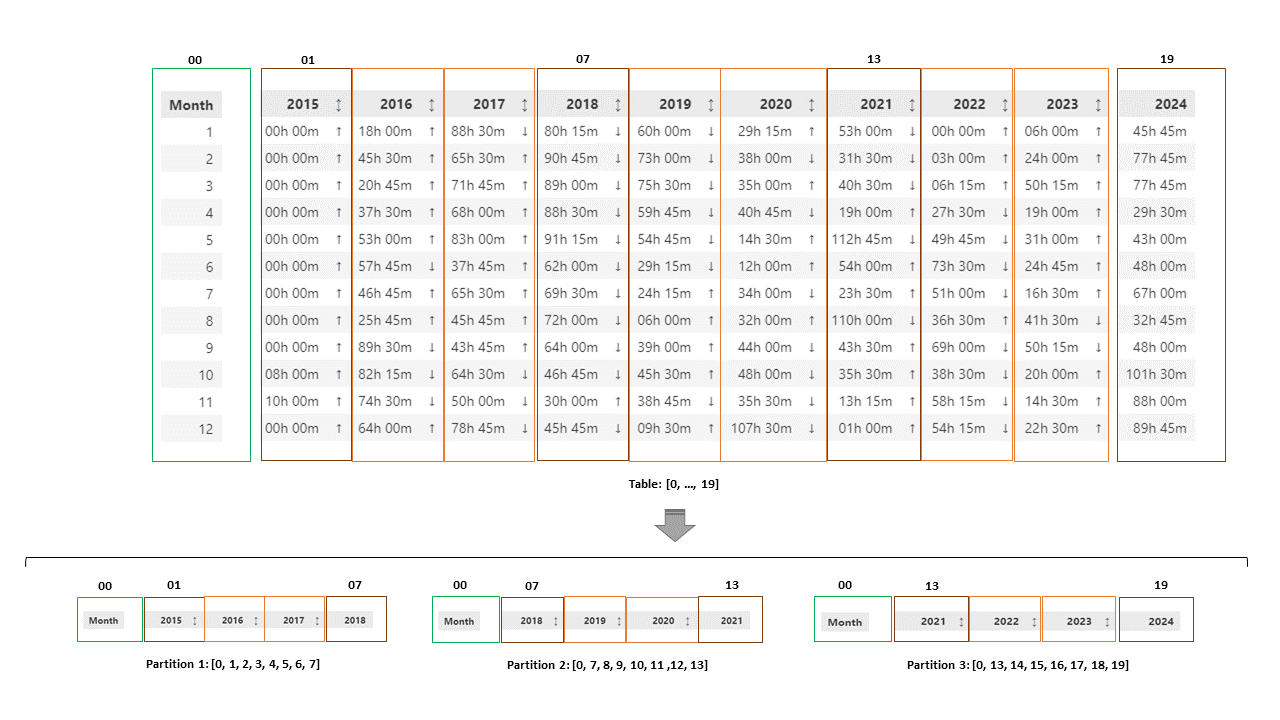 00 01 07 13 19
Month 2015 ↕ 2016 ↕ 2017 ↕ 2018 ↕ 2019 ↕ 2020 ↕ 2021 ↕ 2022 ↕ 2023 ↕ 2024
1 00h 00m ↑ 18h 00m ↑ 88h 30m ↓ 80h 15m ↓ 60h 00m ↓ 29h 15m ↑ 53h 00m ↓ 00h 00m ↑ 06h 00m ↑ 45h 45m
2 00h 00m ↑ 45h 30m ↑ 65h 30m ↑ 90h 45m ↓ 73h 00m ↓ 38h 00m ↓ 31h 30m ↓ 03h 00m ↑ 24h 00m ↑ 77h 45m
3 00h 00m ↑ 20h 45m ↑ 71h 45m ↑ 89h 00m ↓ 75h 30m ↓ 35h 00m ↑ 40h 30m ↓ 06h 15m ↑ 50h 15m ↑ 77h 45m
4 00h 00m ↑ 37h 30m ↑ 68h 00m ↑ 88h 30m ↓ 59h 45m ↓ 40h 45m ↓ 19h 00m ↑ 27h 30m ↓ 19h 00m ↑ 29h 30m
5 00h 00m ↑ 53h 00m ↑ 83h 00m ↑ 91h 15m ↓ 54h 45m ↓ 14h 30m ↑ 112h 45m ↓ 49h 45m ↓ 31h 00m ↑ 43h 00m
6 00h 00m ↑ 57h 45m ↓ 37h 45m ↑ 62h 00m ↓ 29h 15m ↓ 12h 00m ↑ 54h 00m ↑ 73h 30m ↓ 24h 45m ↑ 48h 00m
7 00h 00m ↑ 46h 45m ↑ 65h 30m ↑ 69h 30m ↓ 24h 15m ↑ 34h 00m ↓ 23h 30m ↑ 51h 00m ↓ 16h 30m ↑ 67h 00m
8 00h 00m ↑ 25h 45m ↑ 45h 45m ↑ 72h 00m ↓ 06h 00m ↑ 32h 00m ↑ 110h 00m ↓ 36h 30m ↑ 41h 30m ↓ 32h 45m
9 00h 00m ↑ 89h 30m ↓ 43h 45m ↑ 64h 00m ↓ 39h 00m ↑ 44h 00m ↓ 43h 30m ↑ 69h 00m ↓ 50h 15m ↓ 48h 00m
10 08h 00m ↑ 82h 15m ↓ 64h 30m ↓ 46h 45m ↓ 45h 30m ↑ 48h 00m ↓ 35h 30m ↑ 38h 30m ↓ 20h 00m ↑ 101h 30m
11 10h 00m ↑ 74h 30m ↓ 50h 00m ↓ 30h 00m ↑ 38h 45m ↓ 35h 30m ↓ 13h 15m ↑ 58h 15m ↓ 14h 30m ↑ 88h 00m
12 00h 00m ↑ 64h 00m ↑ 78h 45m ↓ 45h 45m ↓ 09h 30m ↑ 107h 30m ↓ 01h 00m ↑ 54h 15m ↓ 22h 30m ↑ 89h 45m
Table: [0, ..., 19]
00 01 07
Month 2015 ↕ 2016 ↕ 2017 ↕ 2018
Partition 1: [0, 1, 2, 3, 4, 5, 6, 7]
00 07 13
Month 2018 ↕ 2019 ↕ 2020 ↕ 2021
Partition 2: [0, 7, 8, 9, 10, 11 ,12, 13]
00 13 19
Month 2021 ↕ 2022 ↕ 2023 ↕ 2024
Partition 3: [0, 13, 14, 15, 16, 17, 18, 19]